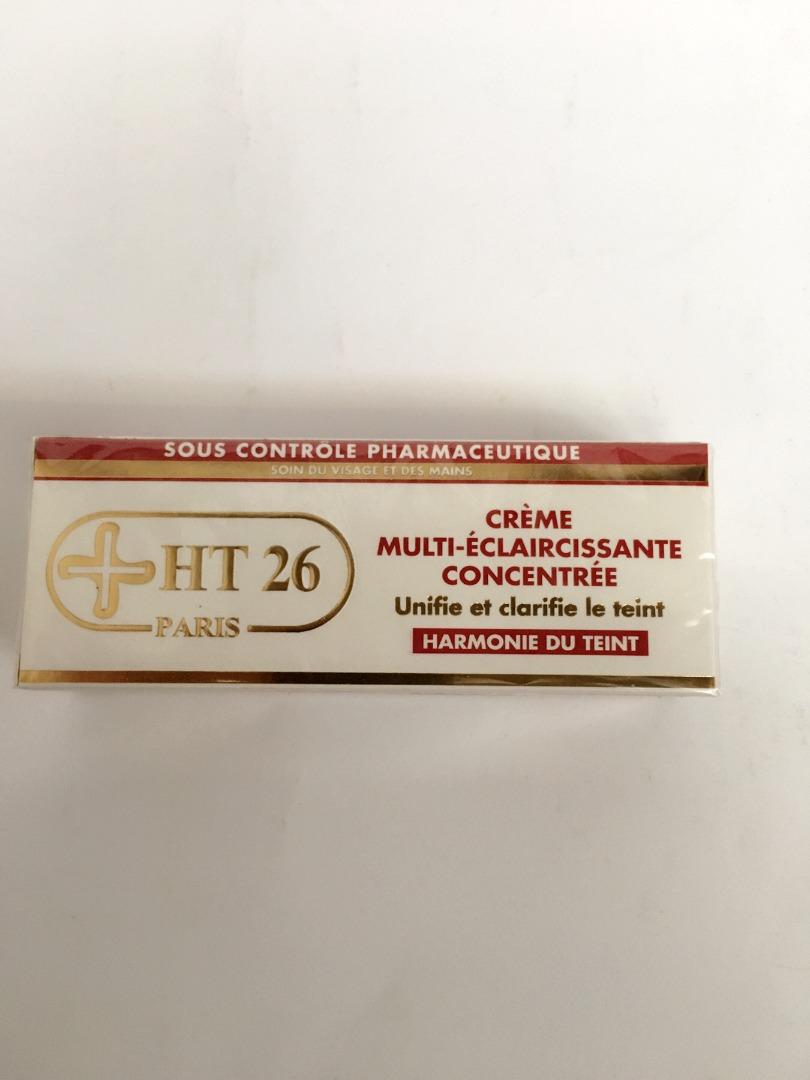 SOUS CONTRÔLE PHARMACEUTIQUE
SOIN DU VISAGE ET DES MAINS
HT 26
PARIS
CRÈME
MULTI-ÉCLAIRCISSANTE
CONCENTRÉE
Unifie et clarifie le teint
HARMONIE DU TEINT